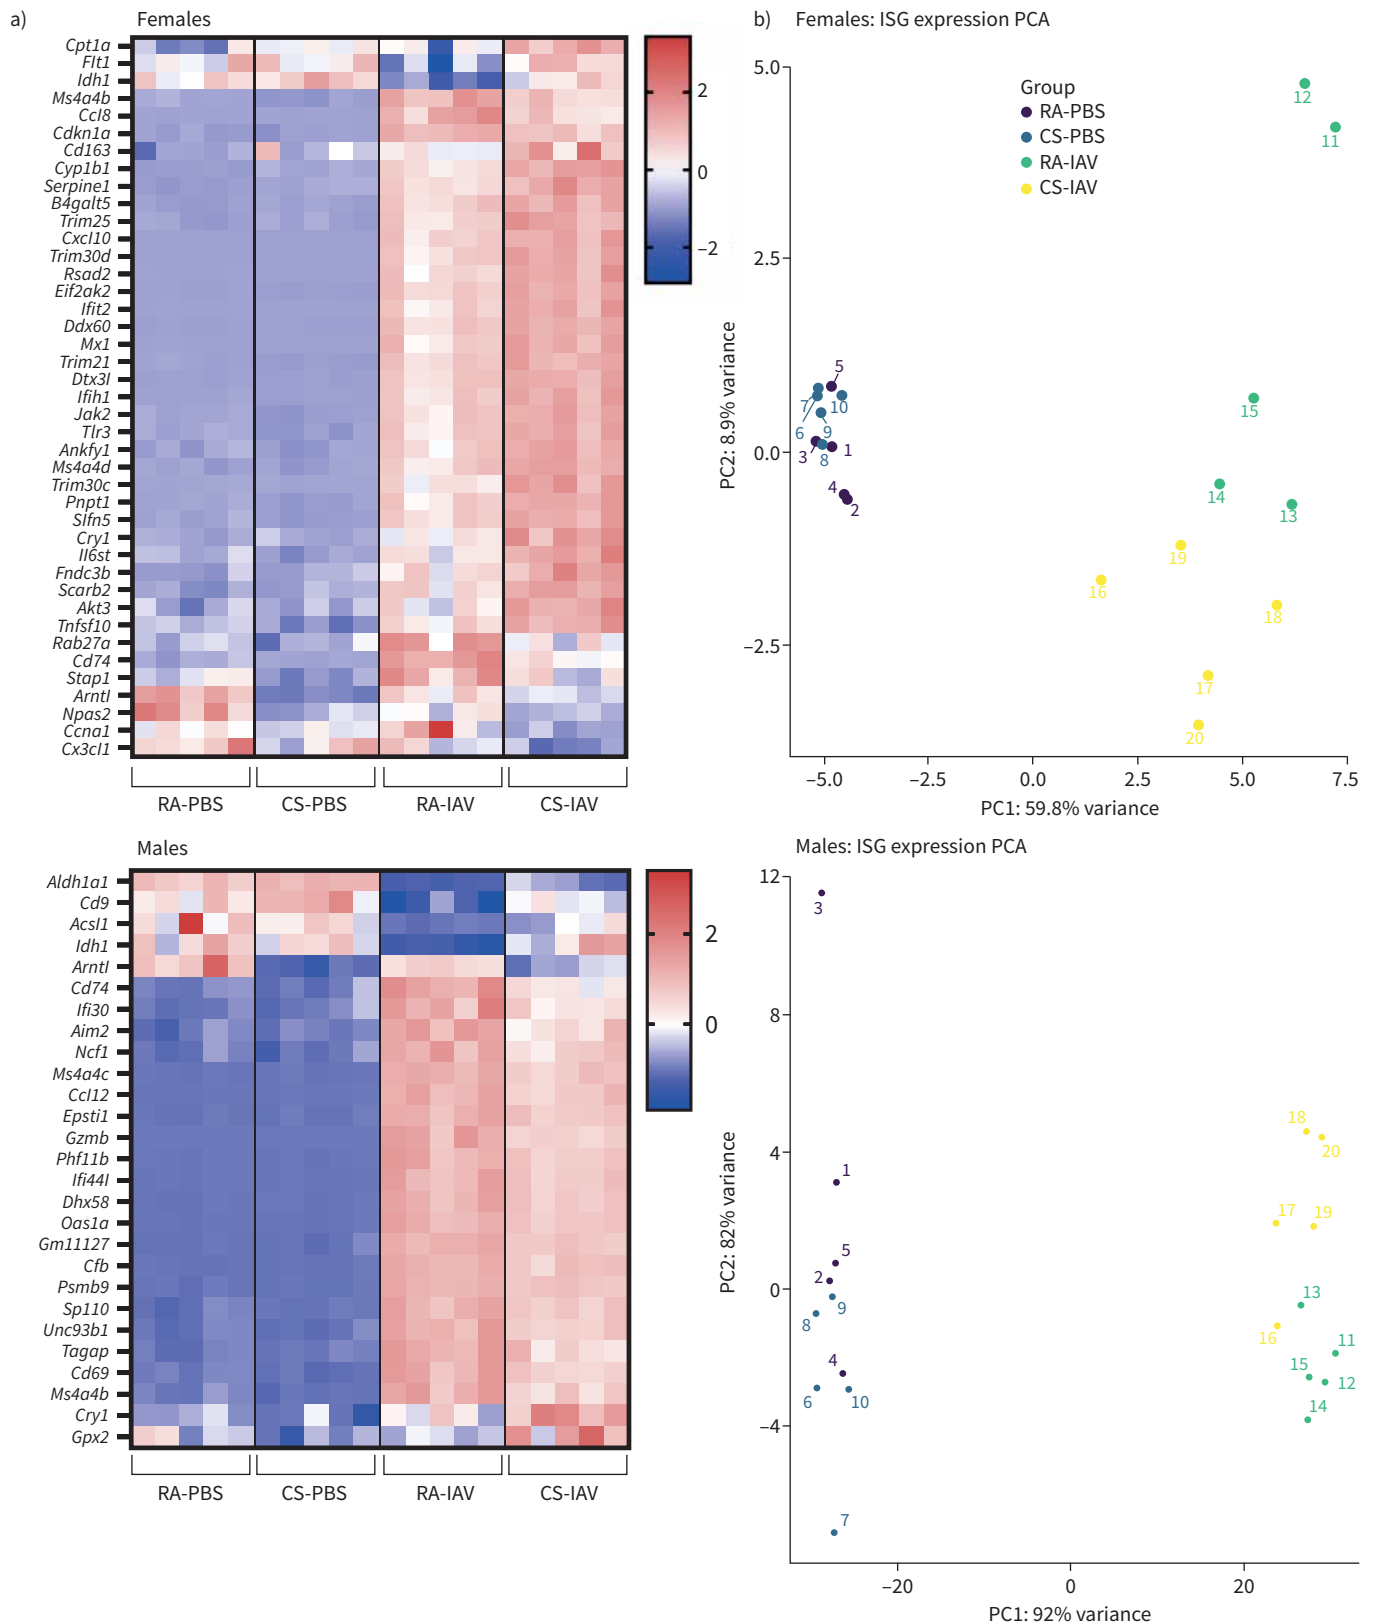 a)
Females
Cpt1a
Flt1
Idh1
Ms4a4b
Ccl8
Cdkn1a
Cd163
Cyp1b1
Serpine1
B4galt5
Trim25
Cxcl10
Trim30d
Rsad2
Eif2ak2
Ifit2
Ddx60
Mx1
Trim21
Dtx3l
Ifih1
Jak2
Tlr3
Ankfy1
Ms4a4d
Trim30c
Pnpt1
Slfn5
Cry1
Il6st
Fndc3b
Scarb2
Akt3
Tnfsf10
Rab27a
Cd74
Stap1
Arntl
Npas2
Ccna1
Cx3cl1
RA-PBS
CS-PBS
RA-IAV
CS-IAV
2
0
−2
b)
Females: ISG expression PCA
Group
RA-PBS
CS-PBS
RA-IAV
CS-IAV
PC2: 8.9% variance
5.0
2.5
0.0
−2.5
12
11
5
7
10
6
9
3
8
1
4
2
15
14
13
19
16
18
17
20
−5.0
−2.5
0.0
2.5
5.0
7.5
PC1: 59.8% variance
Males
Aldh1a1
Cd9
Acsl1
Idh1
Arntl
Cd74
Ifi30
Aim2
Ncf1
Ms4a4c
Ccl12
Epsti1
Gzmb
Phf11b
Ifi44l
Dhx58
Oas1a
Gm11127
Cfb
Psmb9
Sp110
Unc93b1
Tagap
Cd69
Ms4a4b
Cry1
Gpx2
RA-PBS
CS-PBS
RA-IAV
CS-IAV
2
0
Males: ISG expression PCA
PC2: 82% variance
12
8
4
0
−4
3
1
5
2
9
8
4
6
10
7
18
20
17
19
13
16
11
15
12
14
−20
0
20
PC1: 92% variance